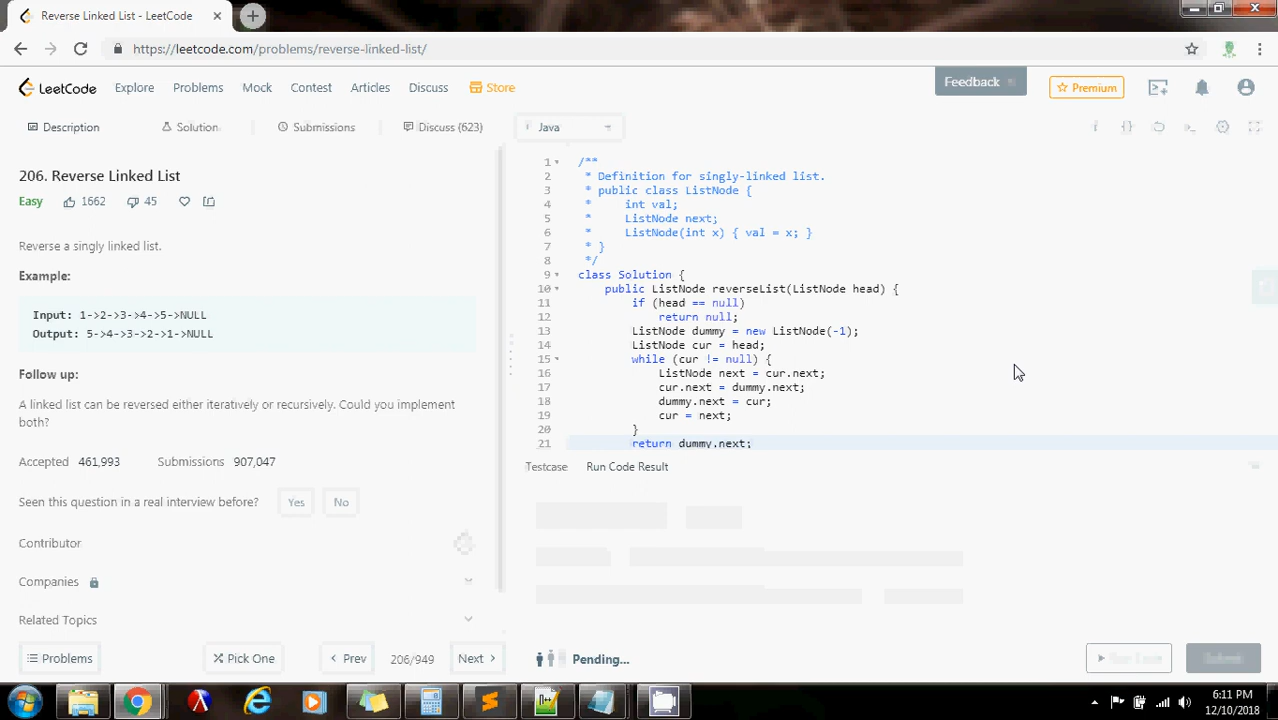 Reverse Linked List - LeetCode
https://leetcode.com/problems/reverse-linked-list/
LeetCode Explore Problems Mock Contest Articles Discuss Store Feedback Premium
Description Solution Submissions Discuss (623) Java
206. Reverse Linked List
Easy 1662 45
Reverse a singly linked list.
Example:
Input: 1->2->3->4->5->NULL
Output: 5->4->3->2->1->NULL
Follow up:
A linked list can be reversed either iteratively or recursively. Could you implement
both?
Accepted 461,993 Submissions 907,047
Seen this question in a real interview before? Yes No
Contributor
Companies
Related Topics
Problems Pick One Prev 206/949 Next
1 /**
2 * Definition for singly-linked list.
3 * public class ListNode {
4 * int val;
5 * ListNode next;
6 * ListNode(int x) { val = x; }
7 * }
8 */
9 class Solution {
10 public ListNode reverseList(ListNode head) {
11 if (head == null)
12 return null;
13 ListNode dummy = new ListNode(-1);
14 ListNode cur = head;
15 while (cur != null) {
16 ListNode next = cur.next;
17 cur.next = dummy.next;
18 dummy.next = cur;
19 cur = next;
20 }
21 return dummy.next;
Testcase Run Code Result
Pending...
6:11 PM
12/10/2018